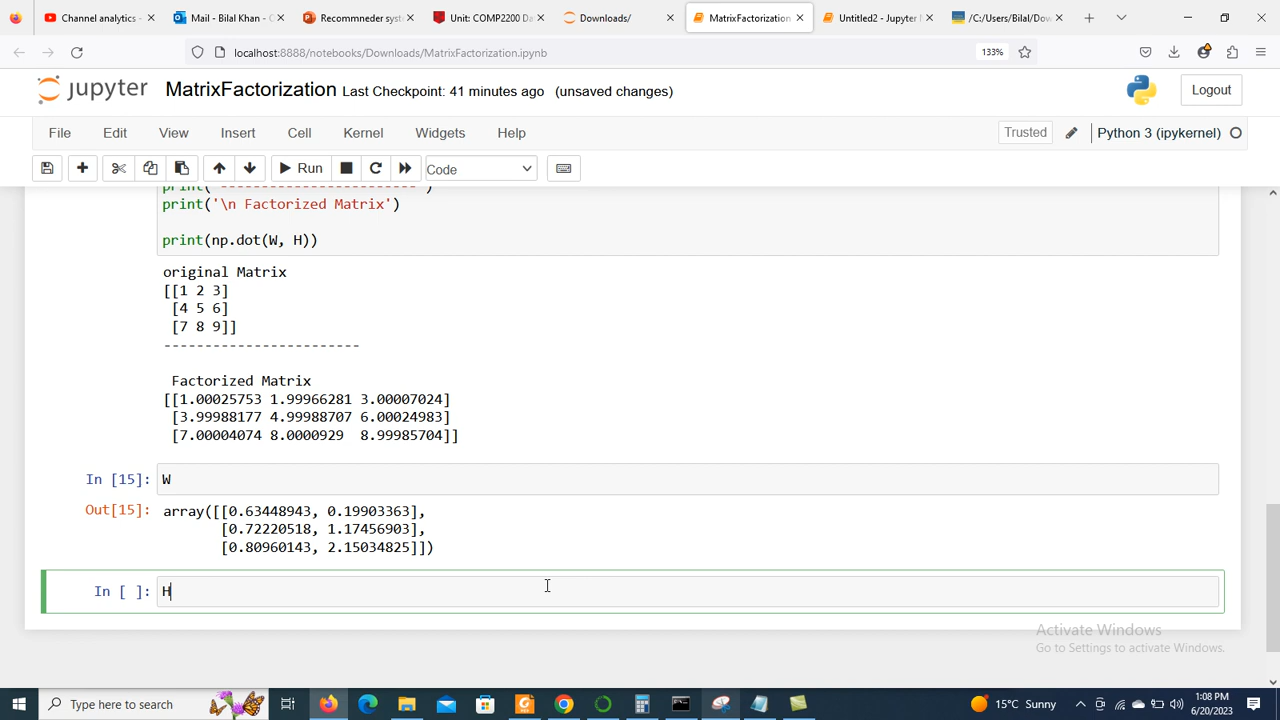 Channel analytics -
Mail - Bilal Khan - 
Recommneder sys
Unit: COMP2200 Da
Downloads/
MatrixFactorization
Untitled2 - Jupyter
/C:/Users/Bilal/Dow
localhost:8888/notebooks/Downloads/MatrixFactorization.ipynb
133%
jupyter MatrixFactorization Last Checkpoint: 41 minutes ago (unsaved changes)
Logout
File Edit View Insert Cell Kernel Widgets Help
Trusted
Python 3 (ipykernel)
Run
Code
print('------------------------')
print('\n Factorized Matrix')
print(np.dot(W, H))
original Matrix
[[1 2 3]
[4 5 6]
[7 8 9]]
------------------------
Factorized Matrix
[[1.00025753 1.99966281 3.00007024]
[3.99988177 4.99988707 6.00024983]
[7.00004074 8.0000929 8.99985704]]
In [15]: W
Out[15]: array([[0.63448943, 0.19903363],
[0.72220518, 1.17456903],
[0.80960143, 2.15034825]])
In [ ]: H
Activate Windows
Go to Settings to activate Windows.
Type here to search
15°C Sunny
1:08 PM
6/20/2023